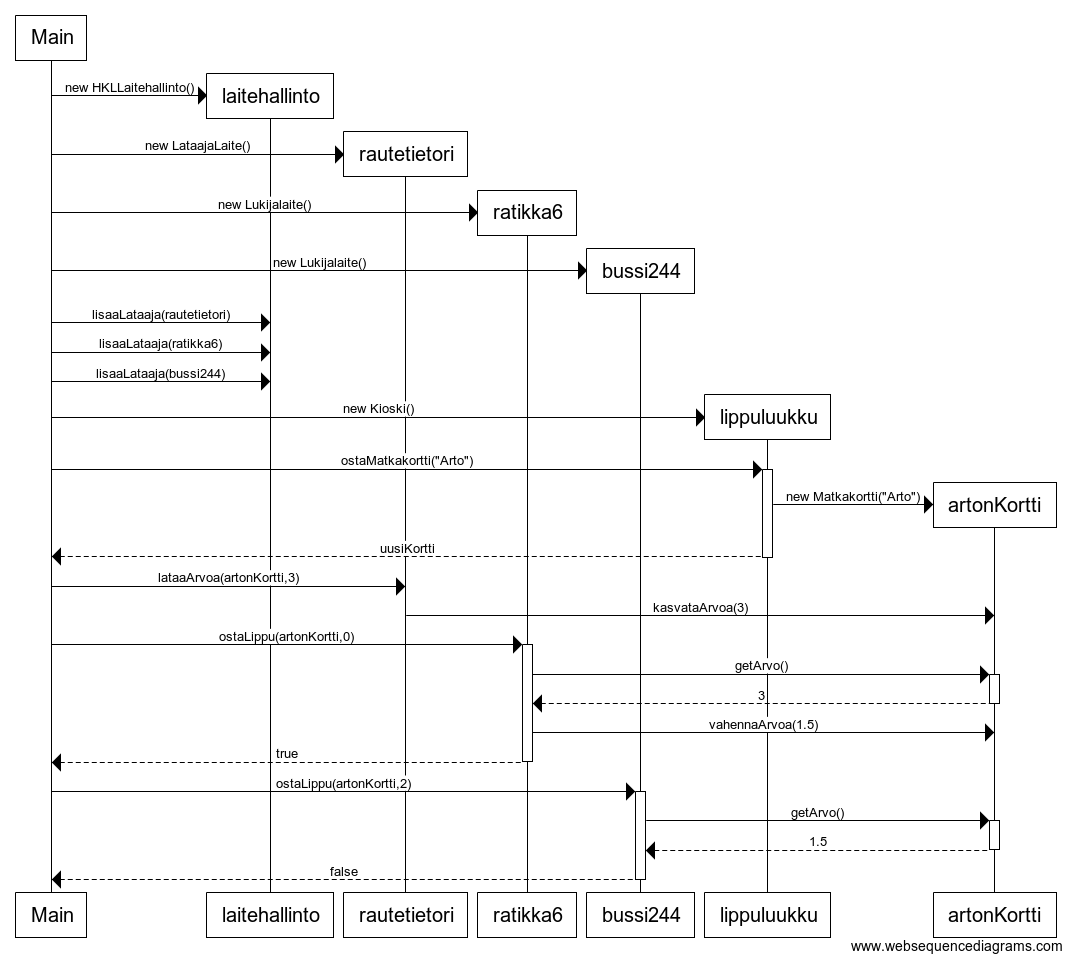 Main
new HKLLaitehallinto()
laitehallinto
new LataajaLaite()
rautetietori
new Lukijalaite()
ratikka6
new Lukijalaite()
bussi244
lisaaLataaja(rautetietori)
lisaaLataaja(ratikka6)
lisaaLataaja(bussi244)
new Kioski()
lippuluukku
ostaMatkakortti("Arto")
new Matkakortti("Arto")
artonKortti
uusiKortti
lataaArvoa(artonKortti,3)
kasvataArvoa(3)
ostaLippu(artonKortti,0)
getArvo()
3
vahennaArvoa(1.5)
true
ostaLippu(artonKortti,2)
getArvo()
1.5
false
Main laitehallinto rautetietori ratikka6 bussi244 lippuluukku artonKortti
www.websequencediagrams.com